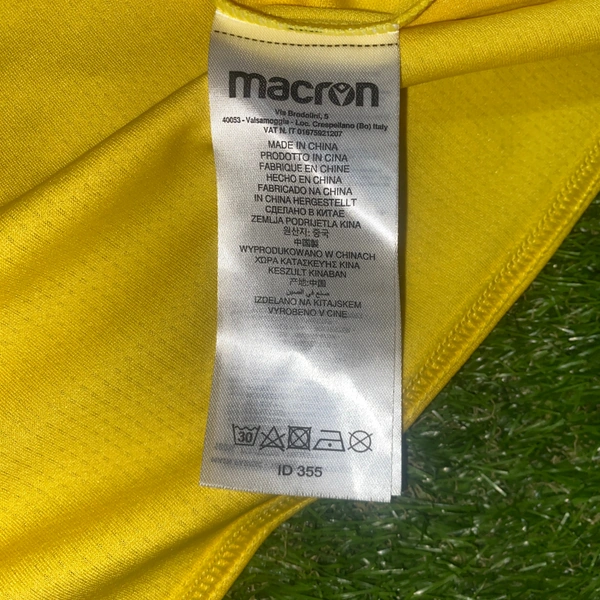 macron
Via Bredolini, 5
40053 - Valsamoggia - Loc. Crespellano (Bo) Italy
VAT N. IT 01675921207
MADE IN CHINA
PRODOTTO IN CINA
FABRIQUE EN CHINE
HECHO EN CHINA
FABRICADO NA CHINA
IN CHINA HERGESTELLT
СДЕЛАНО В КИТАЕ
ZEMLJA PODRIJETLA KINA
원산지: 중국
中国製
WYPRODUKOWANO W CHINACH
ΧΩΡΑ ΚΑΤΑΣΚΕΥΗΣ ΚΙΝΑ
KESZULT KINABAN
产地:中国
صنع في الصين
IZDELANO NA KITAJSKEM
VYROBENO V CINE
30
ID 355